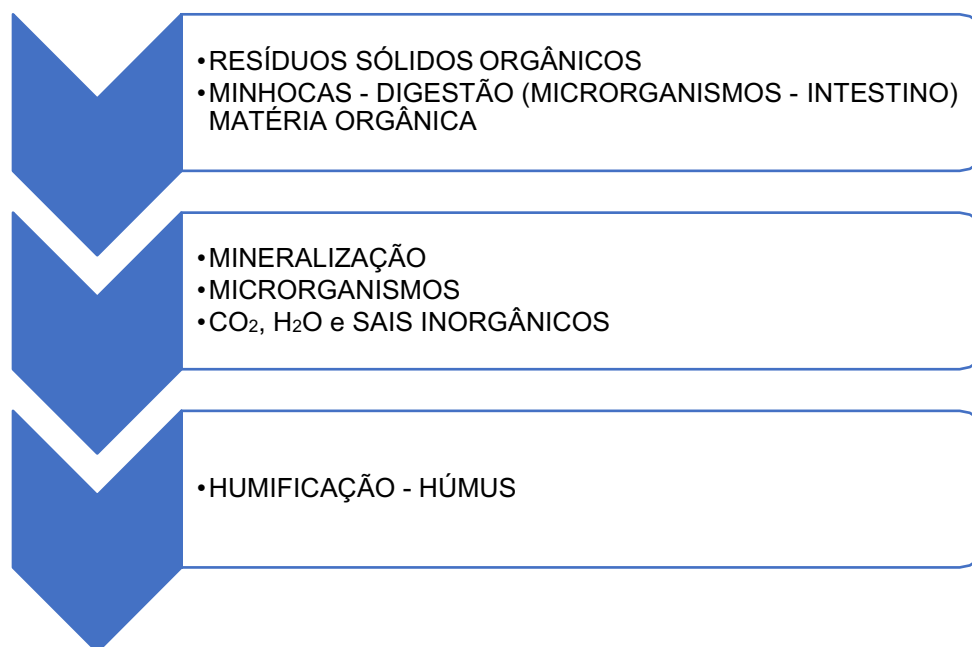 •RESÍDUOS SÓLIDOS ORGÂNICOS
•MINHOCAS - DIGESTÃO (MICRORGANISMOS - INTESTINO)
MATÉRIA ORGÂNICA
•MINERALIZAÇÃO
•MICRORGANISMOS
•CO₂, H₂O e SAIS INORGÂNICOS
•HUMIFICAÇÃO - HÚMUS